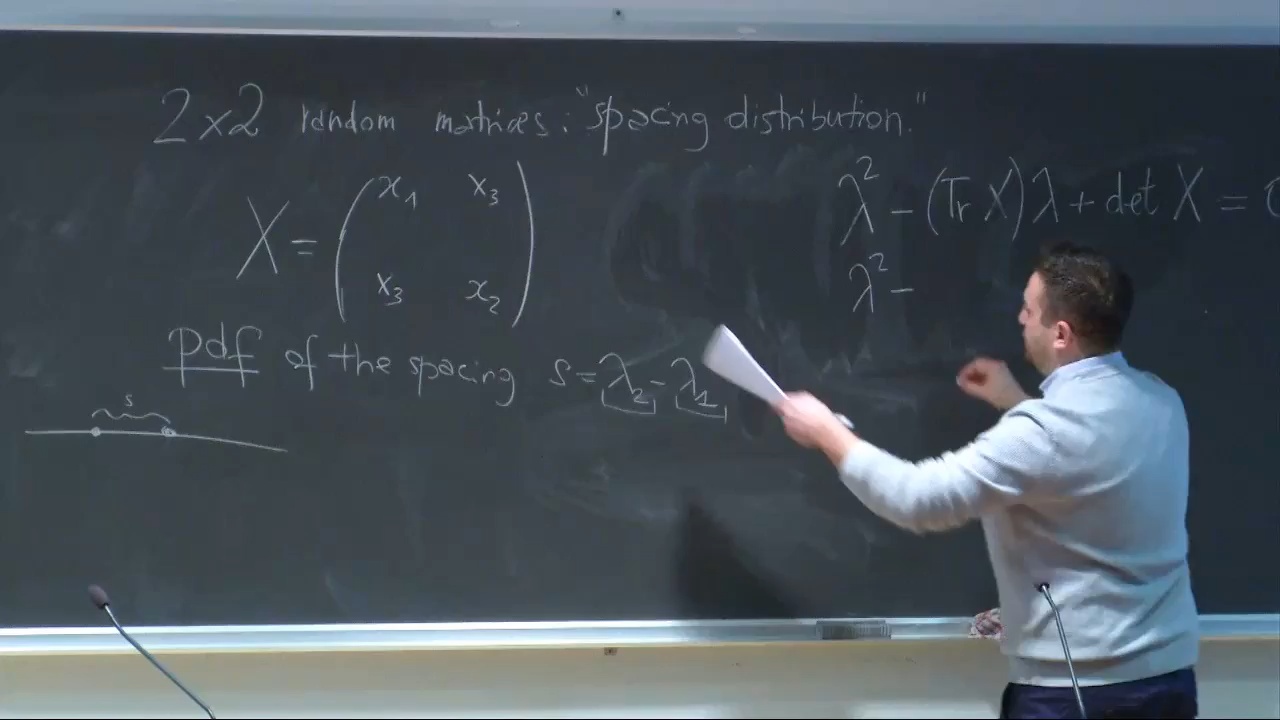 2x2 random matrices: "spacing distribution."
X = ( x₁ x₃
x₃ x₂ )
pdf of the spacing s = λ₂ - λ₁
s
λ² - (Tr X) λ + det X =
λ² -